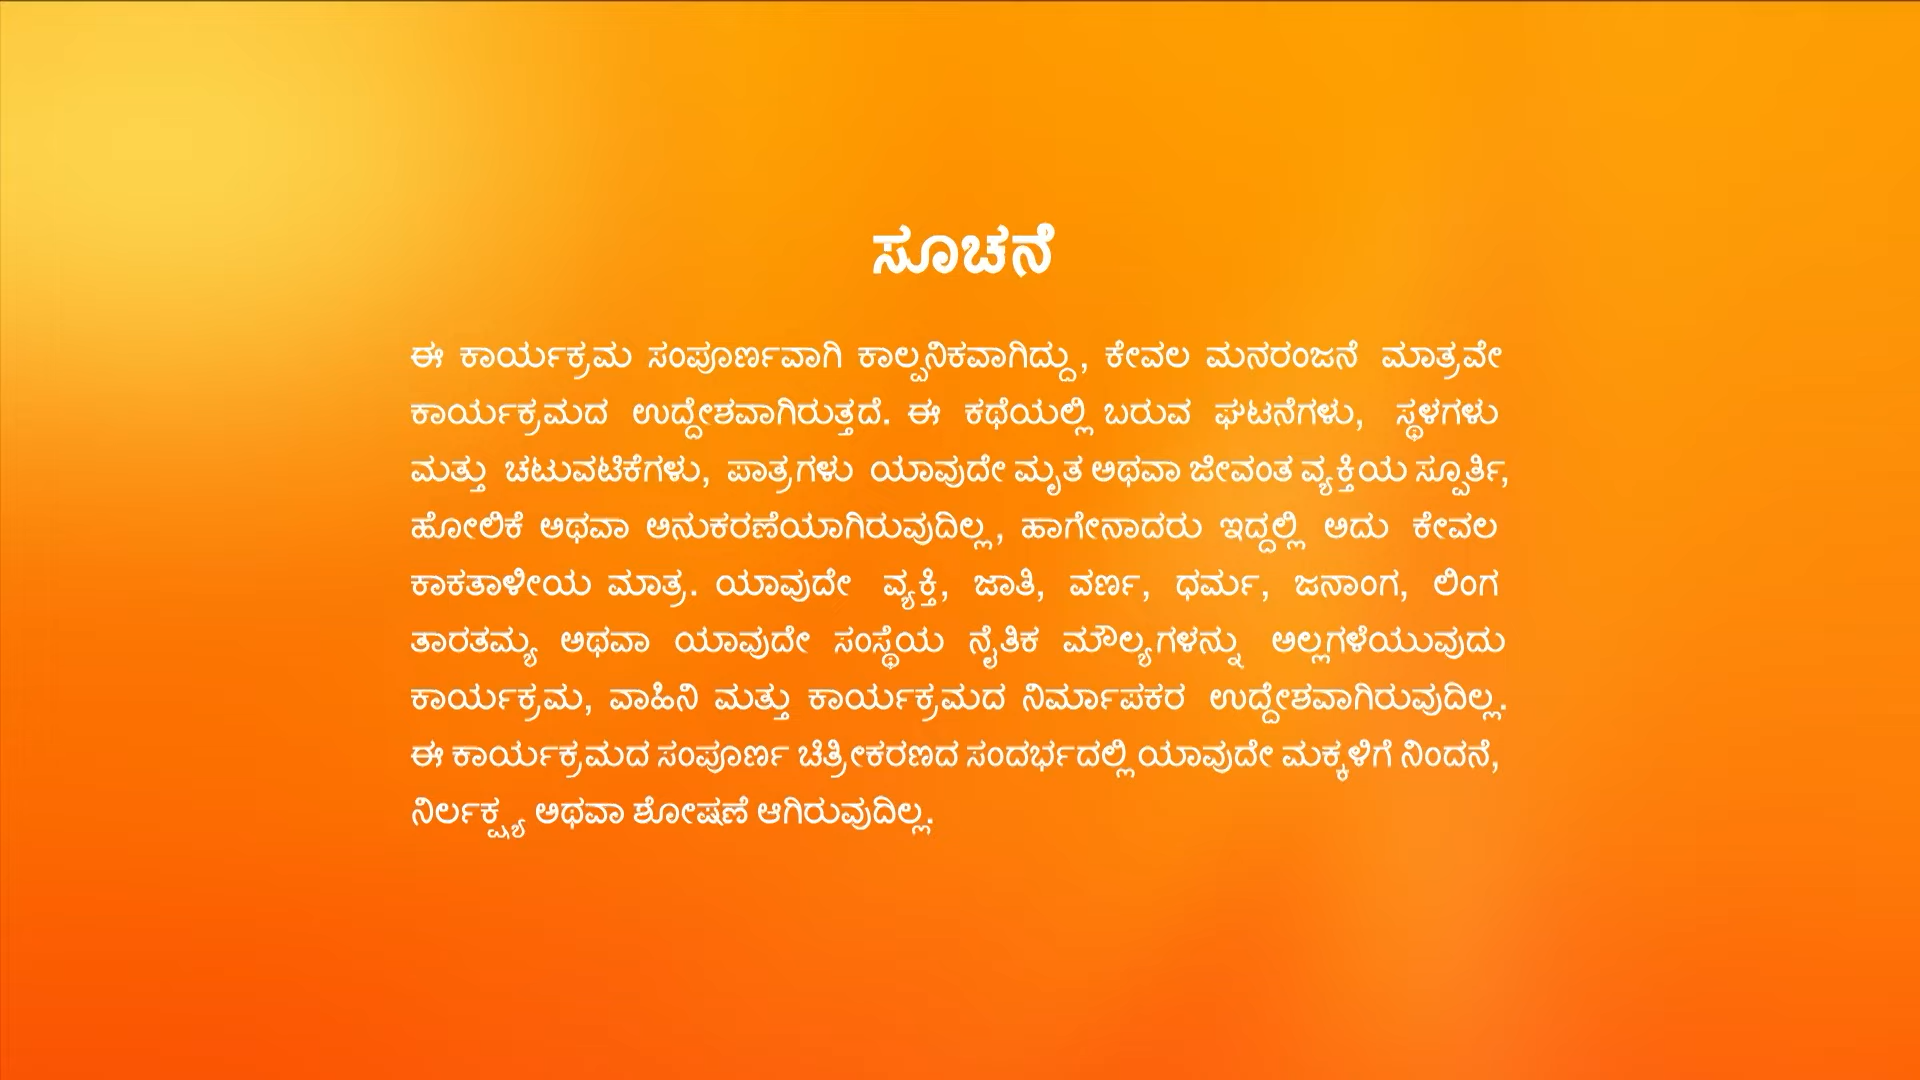 ಸೂಚನೆ
ಈ ಕಾರ್ಯಕ್ರಮ ಸಂಪೂರ್ಣವಾಗಿ ಕಾಲ್ಪನಿಕವಾಗಿದ್ದು, ಕೇವಲ ಮನರಂಜನೆ ಮಾತ್ರವೇ
ಕಾರ್ಯಕ್ರಮದ ಉದ್ದೇಶವಾಗಿರುತ್ತದೆ. ಈ ಕಥೆಯಲ್ಲಿ ಬರುವ ಘಟನೆಗಳು, ಸ್ಥಳಗಳು
ಮತ್ತು ಚಟುವಟಿಕೆಗಳು, ಪಾತ್ರಗಳು ಯಾವುದೇ ಮೃತ ಅಥವಾ ಜೀವಂತ ವ್ಯಕ್ತಿಯ ಸ್ಪೂರ್ತಿ,
ಹೋಲಿಕೆ ಅಥವಾ ಅನುಕರಣೆಯಾಗಿರುವುದಿಲ್ಲ, ಹಾಗೇನಾದರು ಇದ್ದಲ್ಲಿ ಅದು ಕೇವಲ
ಕಾಕತಾಳೀಯ ಮಾತ್ರ. ಯಾವುದೇ ವ್ಯಕ್ತಿ, ಜಾತಿ, ವರ್ಣ, ಧರ್ಮ, ಜನಾಂಗ, ಲಿಂಗ
ತಾರತಮ್ಯ ಅಥವಾ ಯಾವುದೇ ಸಂಸ್ಥೆಯ ನೈತಿಕ ಮೌಲ್ಯಗಳನ್ನು ಅಲ್ಲಗಳೆಯುವುದು
ಕಾರ್ಯಕ್ರಮ, ವಾಹಿನಿ ಮತ್ತು ಕಾರ್ಯಕ್ರಮದ ನಿರ್ಮಾಪಕರ ಉದ್ದೇಶವಾಗಿರುವುದಿಲ್ಲ.
ಈ ಕಾರ್ಯಕ್ರಮದ ಸಂಪೂರ್ಣ ಚಿತ್ರೀಕರಣದ ಸಂದರ್ಭದಲ್ಲಿ ಯಾವುದೇ ಮಕ್ಕಳಿಗೆ ನಿಂದನೆ,
ನಿರ್ಲಕ್ಷ್ಯ ಅಥವಾ ಶೋಷಣೆ ಆಗಿರುವುದಿಲ್ಲ.